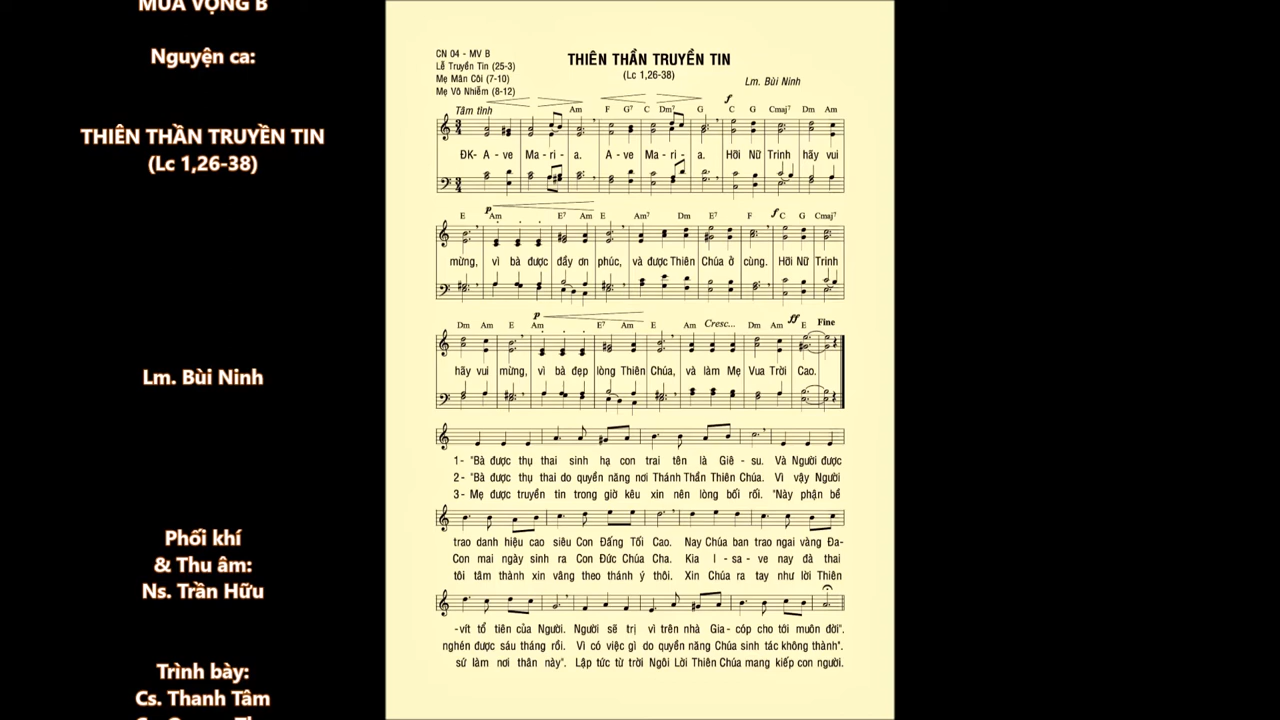 MÙA VỌNG B
Nguyện ca:
THIÊN THẦN TRUYỀN TIN
(Lc 1,26-38)
Lm. Bùi Ninh
Phối khí
& Thu âm:
Ns. Trần Hữu
Trình bày:
Cs. Thanh Tâm
CN 04 - MV B
Lễ Truyền Tin (25-3)
Mẹ Mân Côi (7-10)
Mẹ Vô Nhiễm (8-12)
THIÊN THẦN TRUYỀN TIN
(Lc 1,26-38)
Lm. Bùi Ninh
Tâm tình
f
Am F G7 C Dm7 G C G Cmaj7 Dm Am
ĐK- A - ve Ma - ri - a. A - ve Ma - ri - a. Hỡi Nữ Trinh hãy vui
p f
E Am E7 Am E Am7 Dm E7 F C G Cmaj7
mừng, vì bà được đầy ơn phúc, và được Thiên Chúa ở cùng. Hỡi Nữ Trinh
p Cresc... ff Fine
Dm Am E Am E7 Am E Am Dm Am E
hãy vui mừng, vì bà đẹp lòng Thiên Chúa, và làm Mẹ Vua Trời Cao.
1- "Bà được thụ thai sinh hạ con trai tên là Giê - su. Và Người được
2 - "Bà được thụ thai do quyền năng nơi Thánh Thần Thiên Chúa. Vì vậy Người
3 - Mẹ được truyền tin trong giờ kêu xin nên lòng bối rối. "Này phận bề
trao danh hiệu cao siêu Con Đấng Tối Cao. Nay Chúa ban trao ngai vàng Đa-
Con mai ngày sinh ra Con Đức Chúa Cha. Kia I - sa - ve nay đà thai
tôi tâm thành xin vâng theo thánh ý thôi. Xin Chúa ra tay như lời Thiên
-vít tổ tiên của Người. Người sẽ trị vì trên nhà Gia- cóp cho tới muôn đời".
nghén được sáu tháng rồi. Vì có việc gì do quyền năng Chúa sinh tác không thành".
sứ làm nơi thân này". Lập tức từ trời Ngôi Lời Thiên Chúa mang kiếp con người.